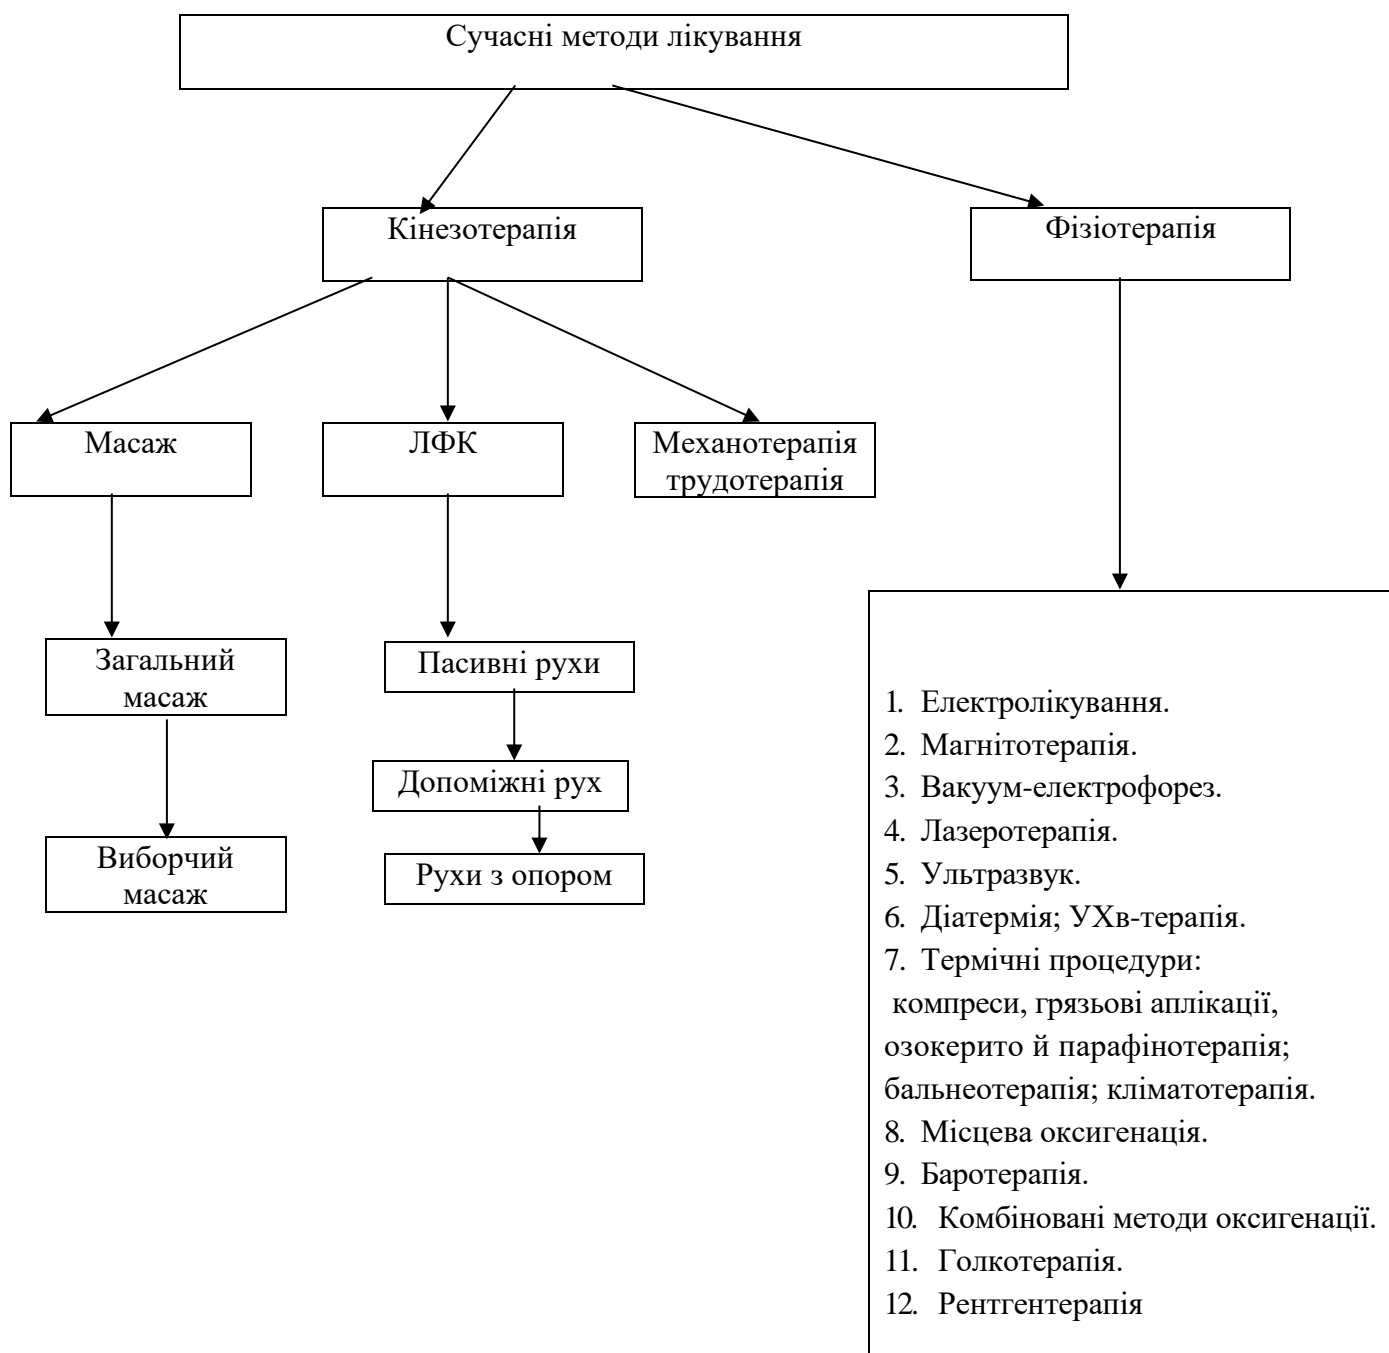 Сучасні методи лікування
Кінезотерапія
Фізіотерапія
Масаж
ЛФК
Механотерапія
трудотерапія
Загальний
масаж
Пасивні рухи
Допоміжні рух
Виборчий
масаж
Рухи з опором
1. Електролікування.
2. Магнітотерапія.
3. Вакуум-електрофорез.
4. Лазеротерапія.
5. Ультразвук.
6. Діатермія; УХв-терапія.
7. Термічні процедури:
компреси, грязьові аплікації,
озокерито й парафінотерапія;
бальнеотерапія; кліматотерапія.
8. Місцева оксигенація.
9. Баротерапія.
10. Комбіновані методи оксигенації.
11. Голкотерапія.
12. Рентгентерапія